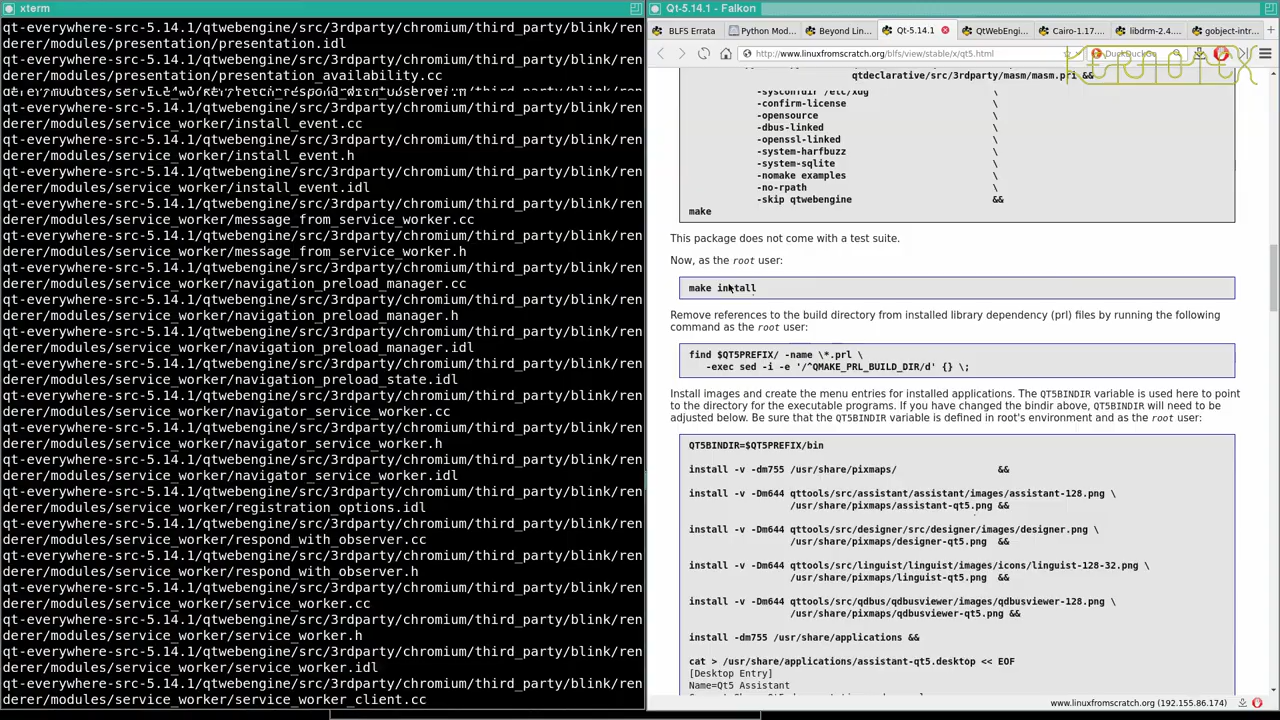 xterm
qt-everywhere-src-5.14.1/qtwebengine/src/3rdparty/chromium/third_party/blink/ren
derer/modules/presentation/presentation.idl
qt-everywhere-src-5.14.1/qtwebengine/src/3rdparty/chromium/third_party/blink/ren
derer/modules/presentation/presentation_availability.cc
qt-everywhere-src-5.14.1/qtwebengine/src/3rdparty/chromium/third_party/blink/ren
derer/modules/service_worker/install_event.cc
qt-everywhere-src-5.14.1/qtwebengine/src/3rdparty/chromium/third_party/blink/ren
derer/modules/service_worker/install_event.h
qt-everywhere-src-5.14.1/qtwebengine/src/3rdparty/chromium/third_party/blink/ren
derer/modules/service_worker/install_event.idl
qt-everywhere-src-5.14.1/qtwebengine/src/3rdparty/chromium/third_party/blink/ren
derer/modules/service_worker/message_from_service_worker.cc
qt-everywhere-src-5.14.1/qtwebengine/src/3rdparty/chromium/third_party/blink/ren
derer/modules/service_worker/message_from_service_worker.h
qt-everywhere-src-5.14.1/qtwebengine/src/3rdparty/chromium/third_party/blink/ren
derer/modules/service_worker/navigation_preload_manager.cc
qt-everywhere-src-5.14.1/qtwebengine/src/3rdparty/chromium/third_party/blink/ren
derer/modules/service_worker/navigation_preload_manager.h
qt-everywhere-src-5.14.1/qtwebengine/src/3rdparty/chromium/third_party/blink/ren
derer/modules/service_worker/navigation_preload_manager.idl
qt-everywhere-src-5.14.1/qtwebengine/src/3rdparty/chromium/third_party/blink/ren
derer/modules/service_worker/navigation_preload_state.idl
qt-everywhere-src-5.14.1/qtwebengine/src/3rdparty/chromium/third_party/blink/ren
derer/modules/service_worker/navigator_service_worker.cc
qt-everywhere-src-5.14.1/qtwebengine/src/3rdparty/chromium/third_party/blink/ren
derer/modules/service_worker/navigator_service_worker.h
qt-everywhere-src-5.14.1/qtwebengine/src/3rdparty/chromium/third_party/blink/ren
derer/modules/service_worker/navigator_service_worker.idl
qt-everywhere-src-5.14.1/qtwebengine/src/3rdparty/chromium/third_party/blink/ren
derer/modules/service_worker/registration_options.idl
qt-everywhere-src-5.14.1/qtwebengine/src/3rdparty/chromium/third_party/blink/ren
derer/modules/service_worker/respond_with_observer.cc
qt-everywhere-src-5.14.1/qtwebengine/src/3rdparty/chromium/third_party/blink/ren
derer/modules/service_worker/respond_with_observer.h
qt-everywhere-src-5.14.1/qtwebengine/src/3rdparty/chromium/third_party/blink/ren
derer/modules/service_worker/service_worker.cc
qt-everywhere-src-5.14.1/qtwebengine/src/3rdparty/chromium/third_party/blink/ren
derer/modules/service_worker/service_worker.h
qt-everywhere-src-5.14.1/qtwebengine/src/3rdparty/chromium/third_party/blink/ren
derer/modules/service_worker/service_worker.idl
qt-everywhere-src-5.14.1/qtwebengine/src/3rdparty/chromium/third_party/blink/ren
derer/modules/service_worker/service_worker_client.cc
Qt-5.14.1 - Falkon
BLFS Errata Python Mod... Beyond Lin... Qt-5.14.1 QtWebEngi... Cairo-1.17.... libdrm-2.4.... gobject-intr...
http://www.linuxfromscratch.org/blfs/view/stable/x/qt5.html DuckDuckGo
KERNOTEX
qtdeclarative/src/3rdparty/masm/masm.pri &&
-sysconfdir /etc/xdg \
-confirm-license \
-opensource \
-dbus-linked \
-openssl-linked \
-system-harfbuzz \
-system-sqlite \
-nomake examples \
-no-rpath \
-skip qtwebengine &&
make
This package does not come with a test suite.
Now, as the root user:
make install
Remove references to the build directory from installed library dependency (prl) files by running the following
command as the root user:
find $QT5PREFIX/ -name \*.prl \
-exec sed -i -e '/^QMAKE_PRL_BUILD_DIR/d' {} \;
Install images and create the menu entries for installed applications. The QT5BINDIR variable is used here to point
to the directory for the executable programs. If you have changed the bindir above, QT5BINDIR will need to be
adjusted below. Be sure that the QT5BINDIR variable is defined in root's environment and as the root user:
QT5BINDIR=$QT5PREFIX/bin
install -v -dm755 /usr/share/pixmaps/ &&
install -v -Dm644 qttools/src/assistant/assistant/images/assistant-128.png \
/usr/share/pixmaps/assistant-qt5.png &&
install -v -Dm644 qttools/src/designer/src/designer/images/designer.png \
/usr/share/pixmaps/designer-qt5.png &&
install -v -Dm644 qttools/src/linguist/linguist/images/icons/linguist-128-32.png \
/usr/share/pixmaps/linguist-qt5.png &&
install -v -Dm644 qttools/src/qdbus/qdbusviewer/images/qdbusviewer-128.png \
/usr/share/pixmaps/qdbusviewer-qt5.png &&
install -dm755 /usr/share/applications &&
cat > /usr/share/applications/assistant-qt5.desktop << EOF
[Desktop Entry]
Name=Qt5 Assistant
www.linuxfromscratch.org (192.155.86.174)